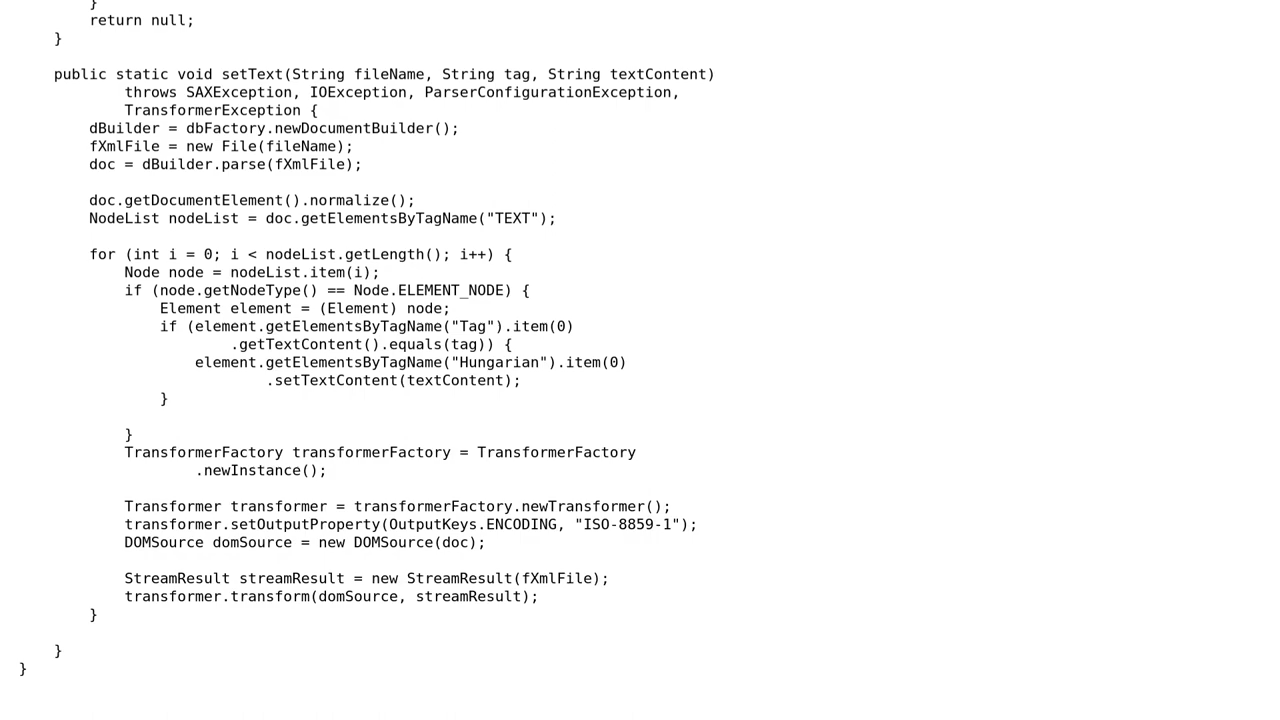 }
        return null;
    }

    public static void setText(String fileName, String tag, String textContent)
            throws SAXException, IOException, ParserConfigurationException,
            TransformerException {
        dBuilder = dbFactory.newDocumentBuilder();
        fXmlFile = new File(fileName);
        doc = dBuilder.parse(fXmlFile);

        doc.getDocumentElement().normalize();
        NodeList nodeList = doc.getElementsByTagName("TEXT");

        for (int i = 0; i < nodeList.getLength(); i++) {
            Node node = nodeList.item(i);
            if (node.getNodeType() == Node.ELEMENT_NODE) {
                Element element = (Element) node;
                if (element.getElementsByTagName("Tag").item(0)
                        .getTextContent().equals(tag)) {
                    element.getElementsByTagName("Hungarian").item(0)
                            .setTextContent(textContent);
                }

            }
            TransformerFactory transformerFactory = TransformerFactory
                    .newInstance();

            Transformer transformer = transformerFactory.newTransformer();
            transformer.setOutputProperty(OutputKeys.ENCODING, "ISO-8859-1");
            DOMSource domSource = new DOMSource(doc);

            StreamResult streamResult = new StreamResult(fXmlFile);
            transformer.transform(domSource, streamResult);
        }

    }
}